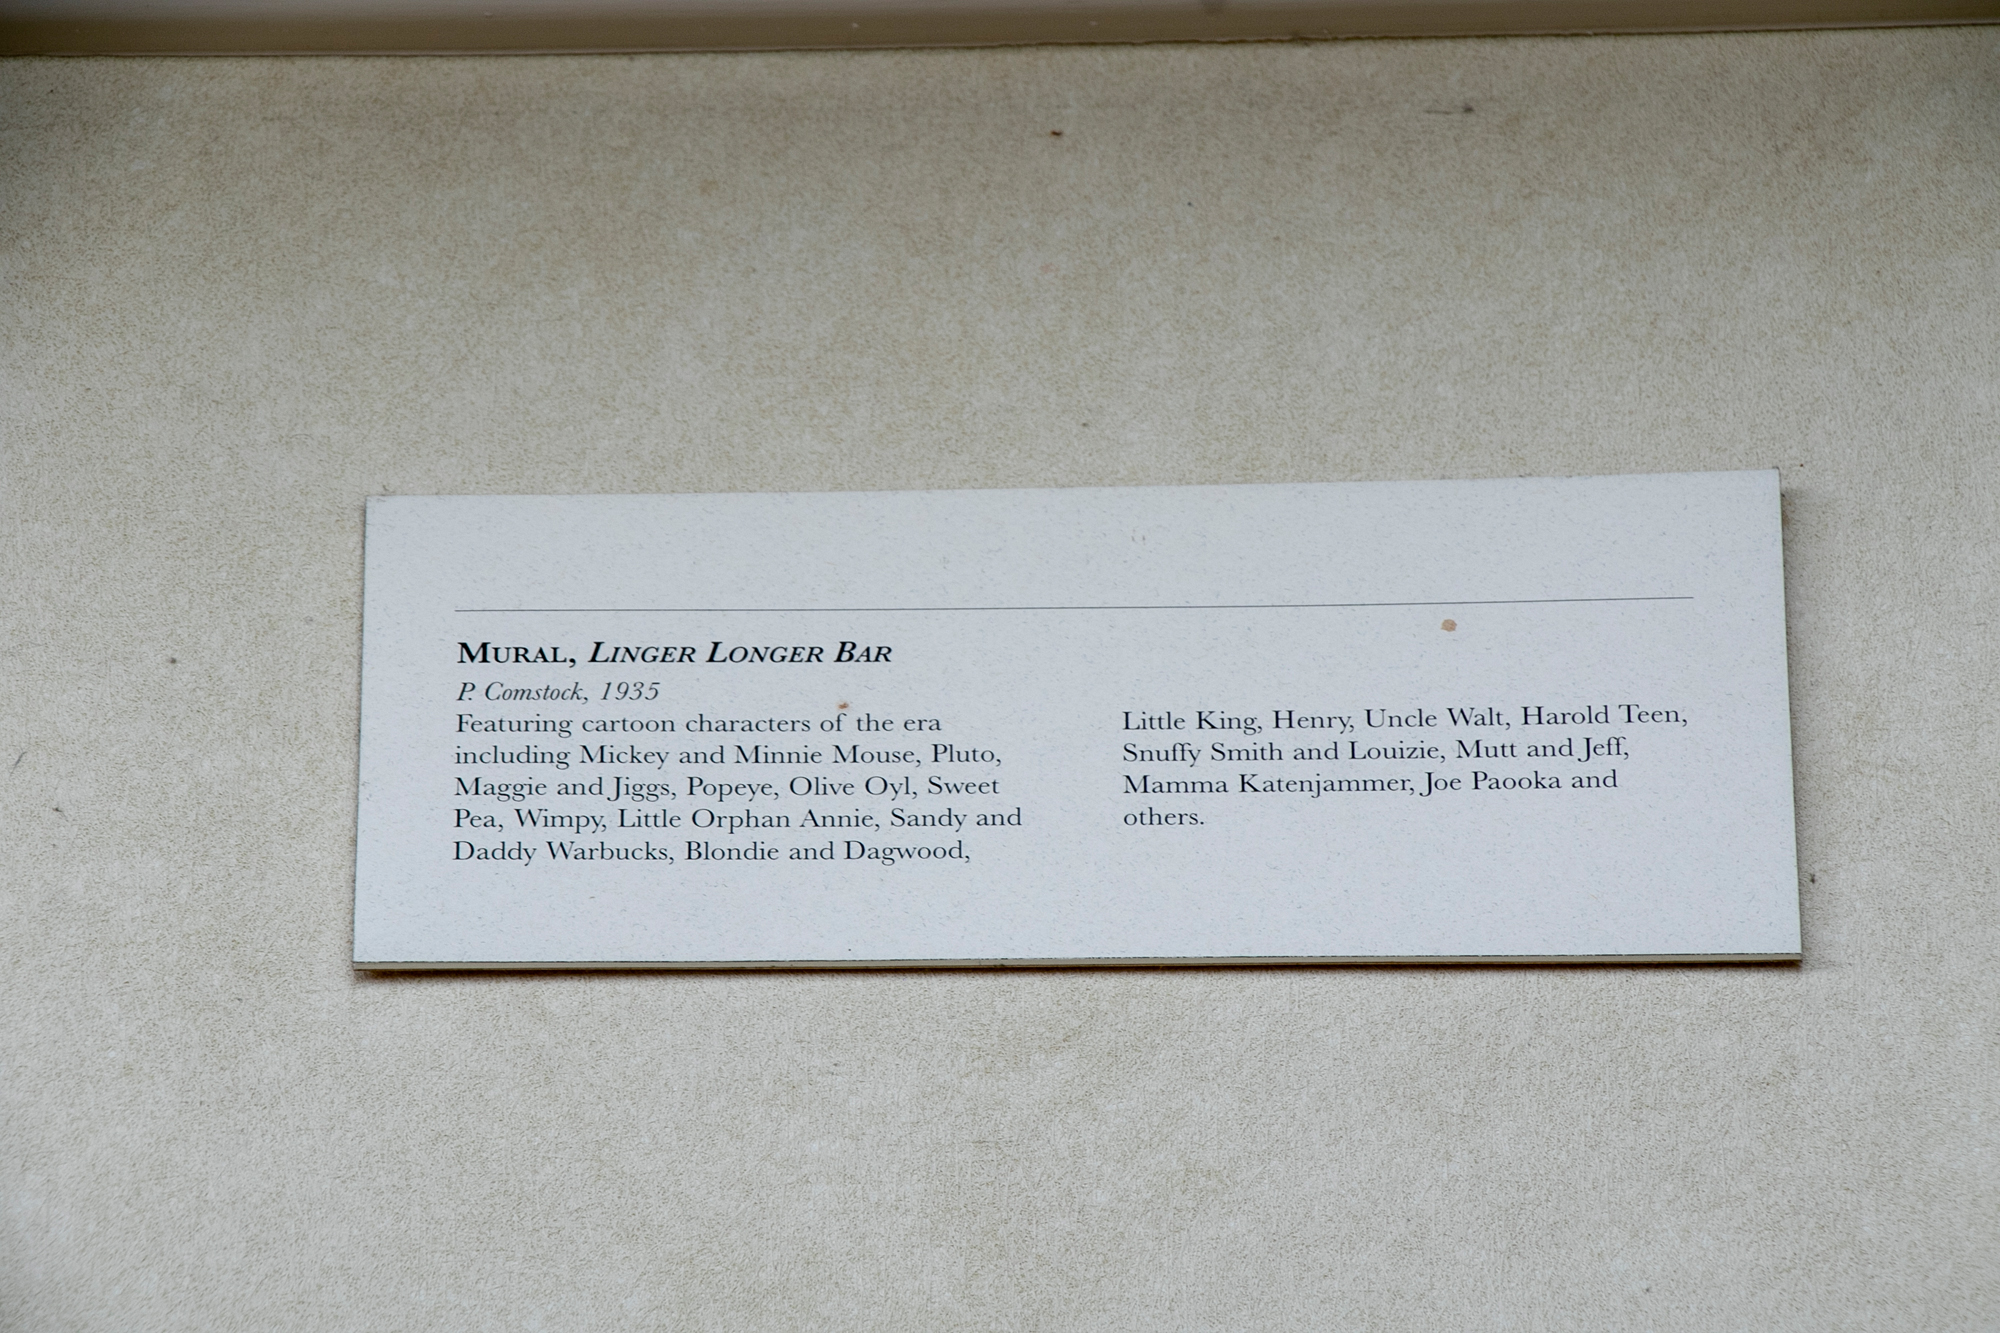 MURAL, LINGER LONGER BAR
P. Comstock, 1935
Featuring cartoon characters of the era
including Mickey and Minnie Mouse, Pluto,
Maggie and Jiggs, Popeye, Olive Oyl, Sweet
Pea, Wimpy, Little Orphan Annie, Sandy and
Daddy Warbucks, Blondie and Dagwood,
Little King, Henry, Uncle Walt, Harold Teen,
Snuffy Smith and Louizie, Mutt and Jeff,
Mamma Katenjammer, Joe Paooka and
others.